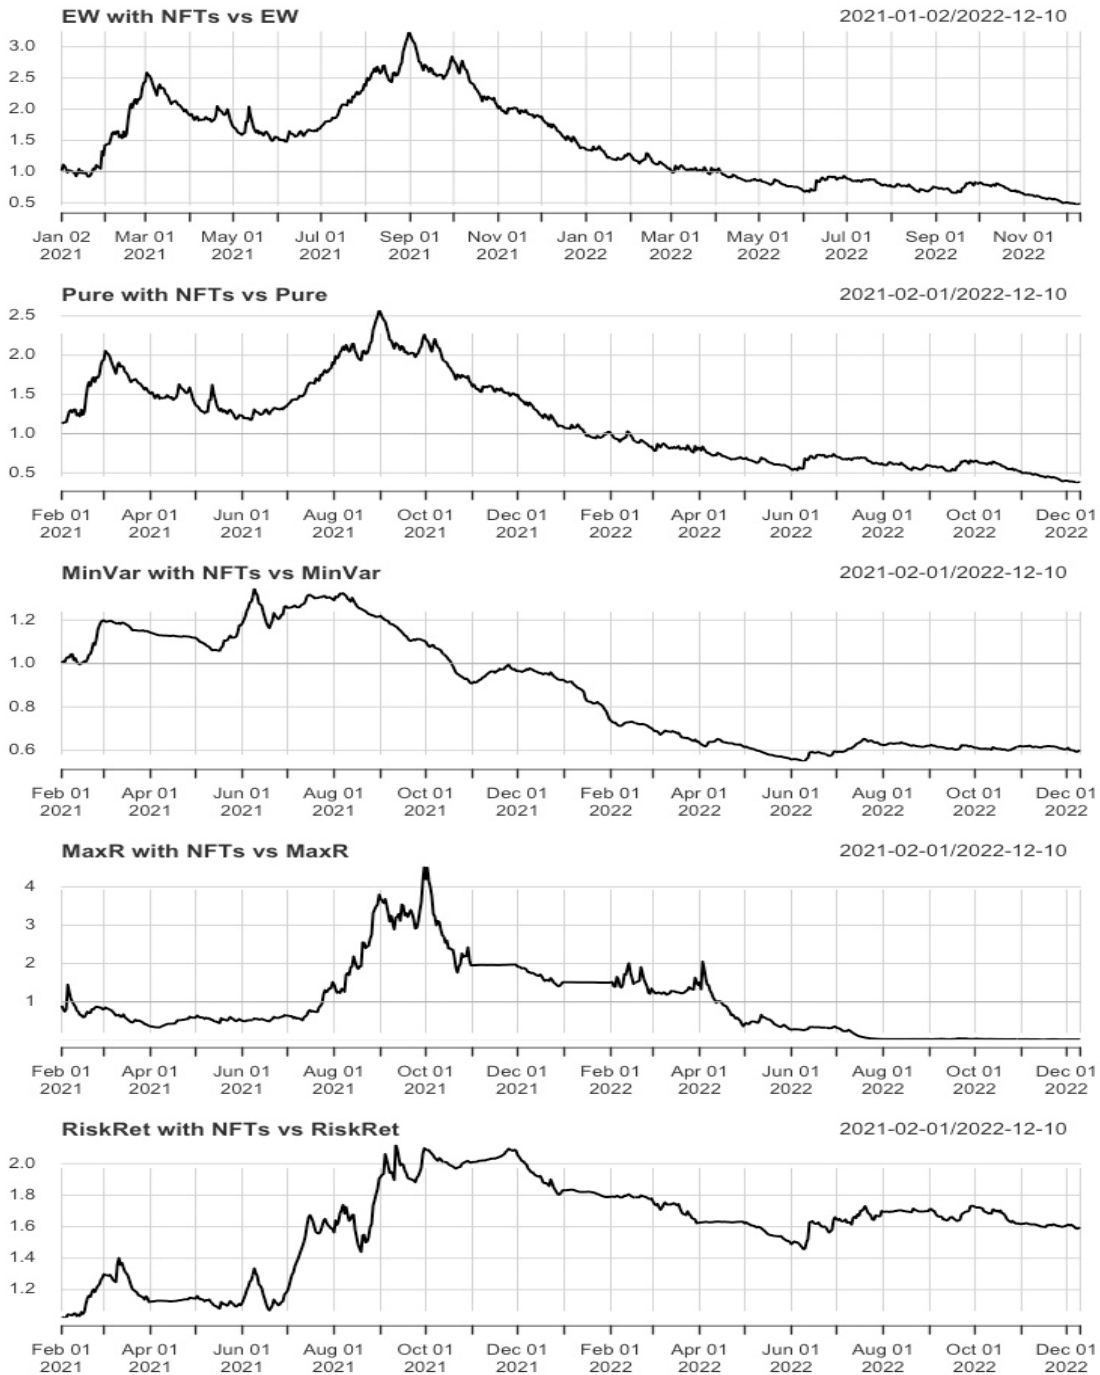 EW with NFTs vs EW 2021-01-02/2022-12-10
3.0
2.5
2.0
1.5
1.0
0.5
Jan 02 Mar 01 May 01 Jul 01 Sep 01 Nov 01 Jan 01 Mar 01 May 01 Jul 01 Sep 01 Nov 01
2021 2021 2021 2021 2021 2021 2022 2022 2022 2022 2022 2022
Pure with NFTs vs Pure 2021-02-01/2022-12-10
2.5
2.0
1.5
1.0
0.5
Feb 01 Apr 01 Jun 01 Aug 01 Oct 01 Dec 01 Feb 01 Apr 01 Jun 01 Aug 01 Oct 01 Dec 01
2021 2021 2021 2021 2021 2021 2022 2022 2022 2022 2022 2022
MinVar with NFTs vs MinVar 2021-02-01/2022-12-10
1.2
1.0
0.8
0.6
Feb 01 Apr 01 Jun 01 Aug 01 Oct 01 Dec 01 Feb 01 Apr 01 Jun 01 Aug 01 Oct 01 Dec 01
2021 2021 2021 2021 2021 2021 2022 2022 2022 2022 2022 2022
MaxR with NFTs vs MaxR 2021-02-01/2022-12-10
4
3
2
1
Feb 01 Apr 01 Jun 01 Aug 01 Oct 01 Dec 01 Feb 01 Apr 01 Jun 01 Aug 01 Oct 01 Dec 01
2021 2021 2021 2021 2021 2021 2022 2022 2022 2022 2022 2022
RiskRet with NFTs vs RiskRet 2021-02-01/2022-12-10
2.0
1.8
1.6
1.4
1.2
Feb 01 Apr 01 Jun 01 Aug 01 Oct 01 Dec 01 Feb 01 Apr 01 Jun 01 Aug 01 Oct 01 Dec 01
2021 2021 2021 2021 2021 2021 2022 2022 2022 2022 2022 2022